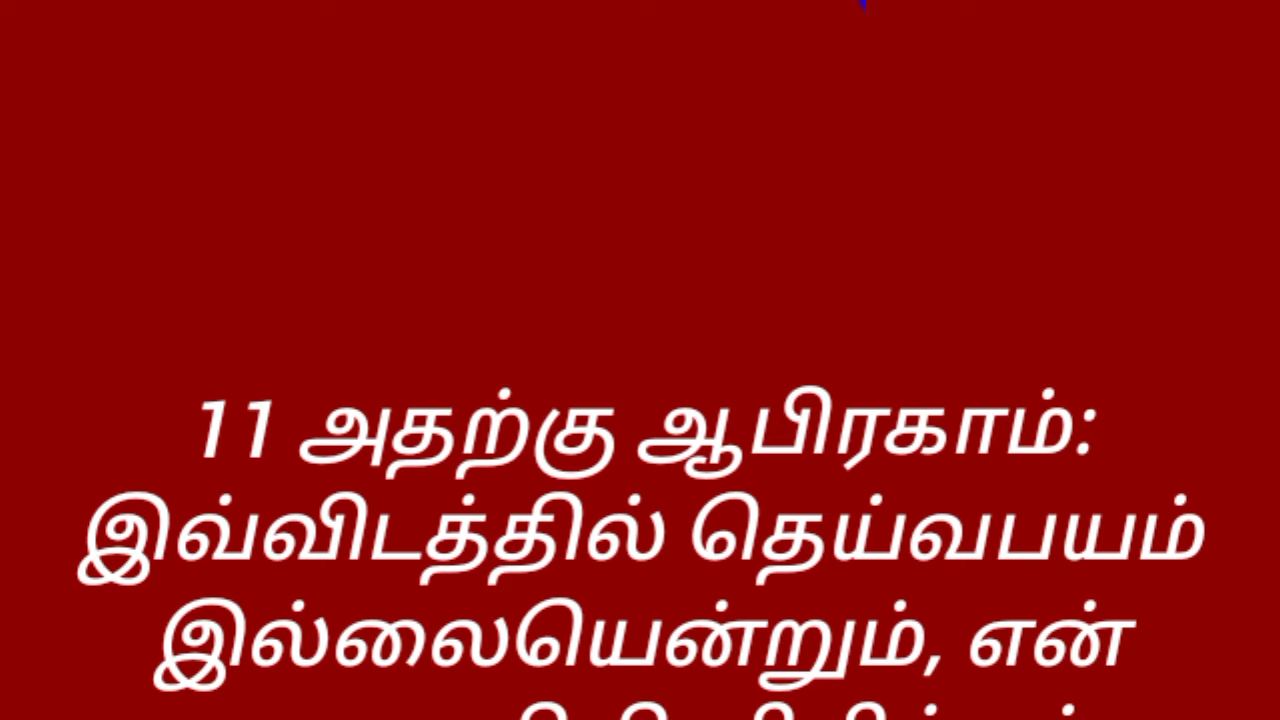 11 அதற்கு ஆபிரகாம்:
இவ்விடத்தில் தெய்வபயம்
இல்லையென்றும், என்